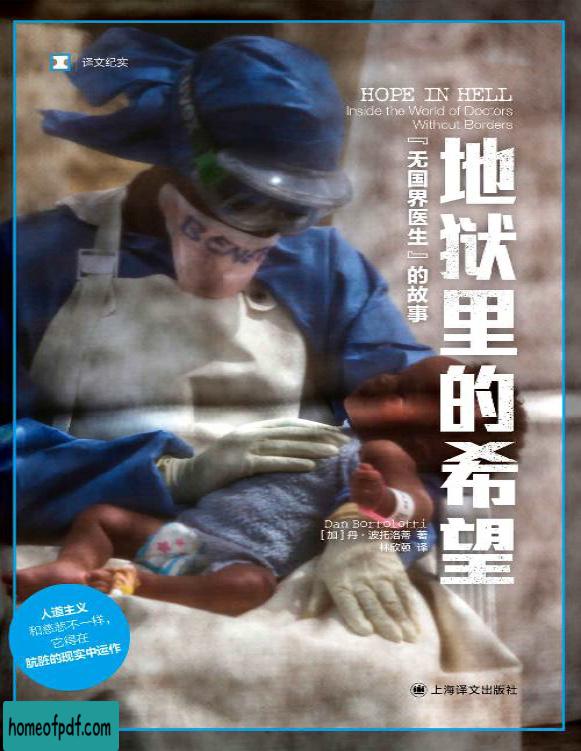 译文纪实
HOPE IN HELL
Inside the World of Doctors
Without Borders
地狱里的希望
『无国界医生』的故事
BENE
Dan Bortolotti
[加]丹·波托洛蒂 著
林欣颐 译
人道主义
和慈悲不一样,
它得在
肮脏的现实中运作
上海译文出版社
homeofpdf.com